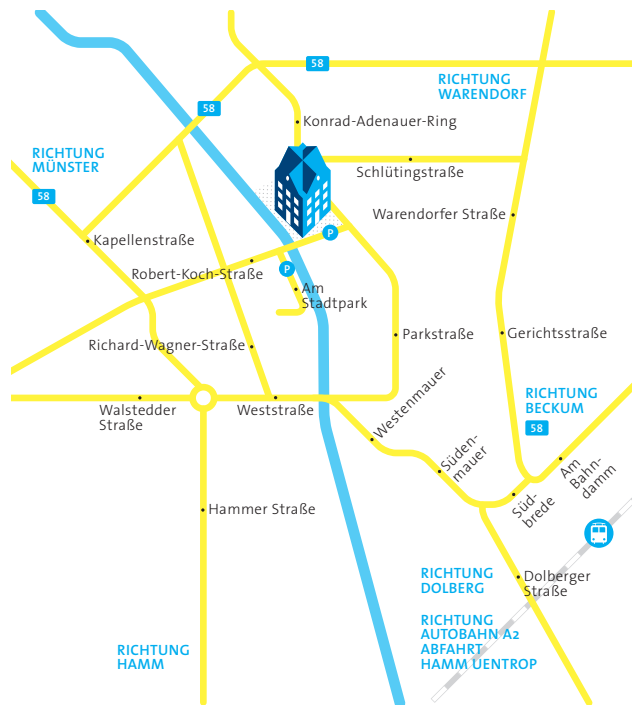 58
RICHTUNG
WARENDORF
58
Konrad-Adenauer-Ring
RICHTUNG
MÜNSTER
Schlütingstraße
58
Warendorfer Straße
Kapellenstraße
P
Robert-Koch-Straße
P
Am
Stadtpark
Parkstraße
Gerichtsstraße
Richard-Wagner-Straße
RICHTUNG
BECKUM
58
Walstedder
Straße
Weststraße
Westenmauer
Süden-
mauer
Am
Bahn-
damm
Süd-
brede
Hammer Straße
RICHTUNG
DOLBERG
Dolberger
Straße
RICHTUNG
AUTOBAHN A2
ABFAHRT
HAMM UENTROP
RICHTUNG
HAMM